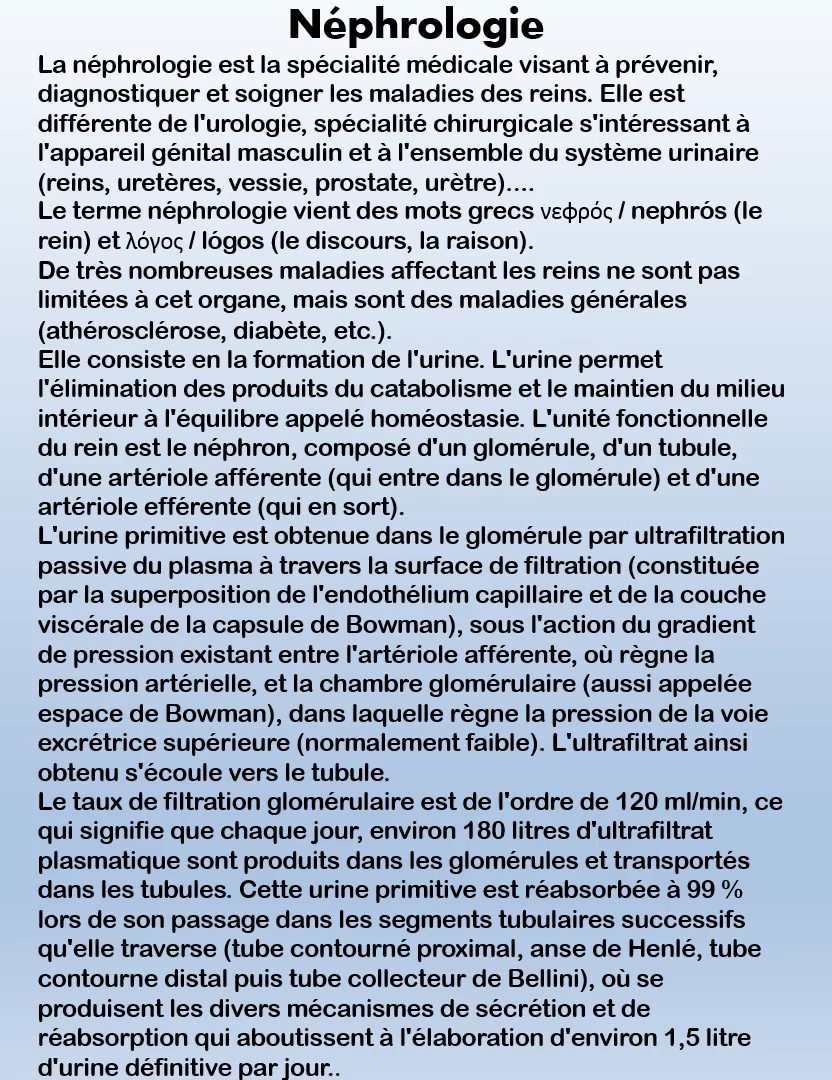 Néphrologie
La néphrologie est la spécialité médicale visant à prévenir,
diagnostiquer et soigner les maladies des reins. Elle est
différente de l'urologie, spécialité chirurgicale s'intéressant à
l'appareil génital masculin et à l'ensemble du système urinaire
(reins, uretères, vessie, prostate, urètre)....
Le terme néphrologie vient des mots grecs νεφρός / nephrós (le
rein) et λόγος / lógos (le discours, la raison).
De très nombreuses maladies affectant les reins ne sont pas
limitées à cet organe, mais sont des maladies générales
(athérosclérose, diabète, etc.).
Elle consiste en la formation de l'urine. L'urine permet
l'élimination des produits du catabolisme et le maintien du milieu
intérieur à l'équilibre appelé homéostasie. L'unité fonctionnelle
du rein est le néphron, composé d'un glomérule, d'un tubule,
d'une artériole afférente (qui entre dans le glomérule) et d'une
artériole efférente (qui en sort).
L'urine primitive est obtenue dans le glomérule par ultrafiltration
passive du plasma à travers la surface de filtration (constituée
par la superposition de l'endothélium capillaire et de la couche
viscérale de la capsule de Bowman), sous l'action du gradient
de pression existant entre l'artériole afférente, où règne la
pression artérielle, et la chambre glomérulaire (aussi appelée
espace de Bowman), dans laquelle règne la pression de la voie
excrétrice supérieure (normalement faible). L'ultrafiltrat ainsi
obtenu s'écoule vers le tubule.
Le taux de filtration glomérulaire est de l'ordre de 120 ml/min, ce
qui signifie que chaque jour, environ 180 litres d'ultrafiltrat
plasmatique sont produits dans les glomérules et transportés
dans les tubules. Cette urine primitive est réabsorbée à 99 %
lors de son passage dans les segments tubulaires successifs
qu'elle traverse (tube contourné proximal, anse de Henlé, tube
contourne distal puis tube collecteur de Bellini), où se
produisent les divers mécanismes de sécrétion et de
réabsorption qui aboutissent à l'élaboration d'environ 1,5 litre
d'urine définitive par jour..